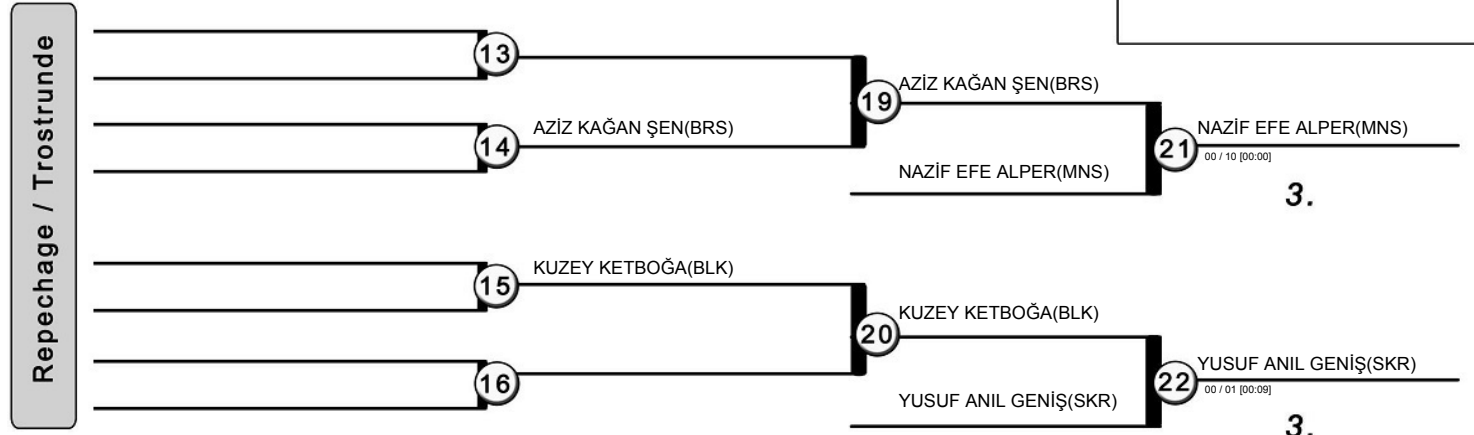 Repechage / Trostrunde
13
AZİZ KAĞAN ŞEN(BRS)
14
15
KUZEY KETBOĞA(BLK)
16
AZİZ KAĞAN ŞEN(BRS)
19
NAZİF EFE ALPER(MNS)
KUZEY KETBOĞA(BLK)
20
YUSUF ANIL GENİŞ(SKR)
NAZİF EFE ALPER(MNS)
21
00 / 10 [00:00]
3.
YUSUF ANIL GENİŞ(SKR)
22
00 / 01 [00:09]
3.